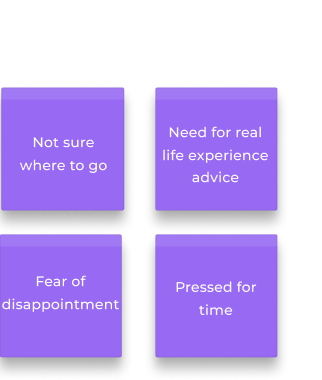 Not sure
where to go
Need for real
life experience
advice
Fear of
disappointment
Pressed for
time